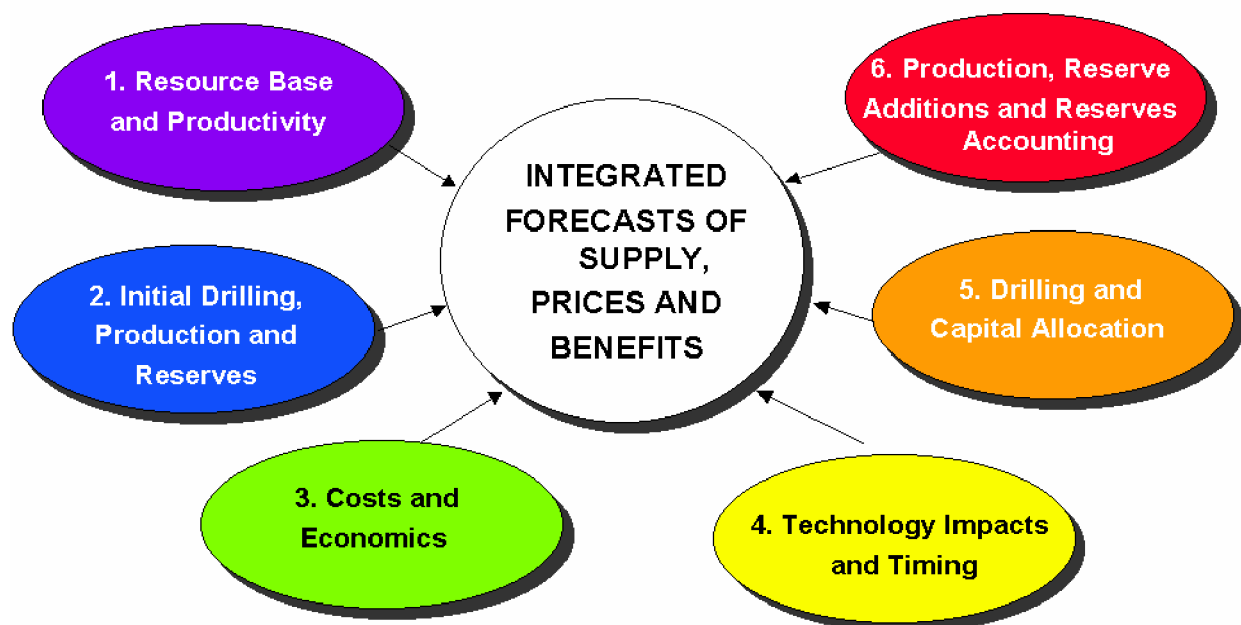 1. Resource Base
and Productivity
2. Initial Drilling,
Production and
Reserves
3. Costs and
Economics
4. Technology Impacts
and Timing
5. Drilling and
Capital Allocation
6. Production, Reserve
Additions and Reserves
Accounting
INTEGRATED
FORECASTS OF
SUPPLY,
PRICES AND
BENEFITS